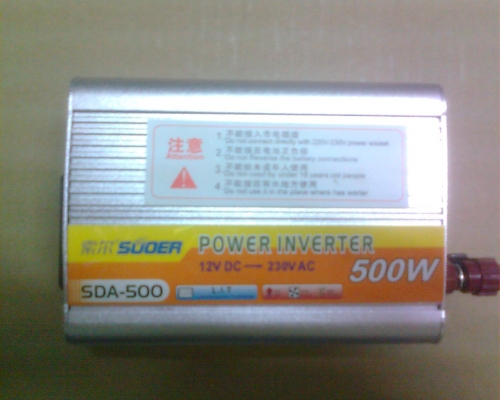 注意
Attention
1. 不能接入市电插座
Do not connect directly with 220V-230V power socket
2. 不能接反电池正负极
Do not Reverse the battery connections
3. 不能给未成年人使用
Do not used by under 16 years old people
4. 不能放在有水地方使用
Do not use it in the place where has warter
索尔 SUOER POWER INVERTER
12V DC → 230V AC
500W
SDA-500